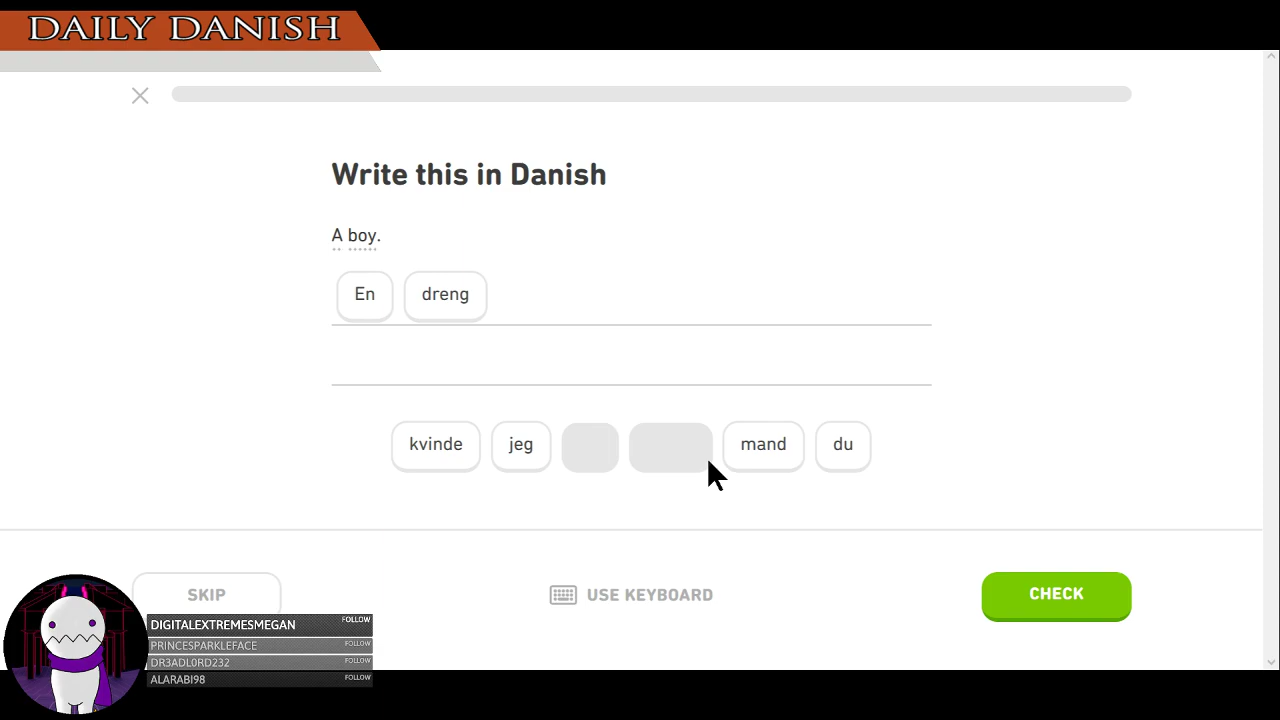 DAILY DANISH
Write this in Danish
A boy.
En dreng
kvinde jeg mand du
SKIP USE KEYBOARD CHECK
DIGITALEXTREMESMEGAN FOLLOW
PRINCESPARKLEFACE FOLLOW
DR3ADL0RD232 FOLLOW
ALARABI98 FOLLOW